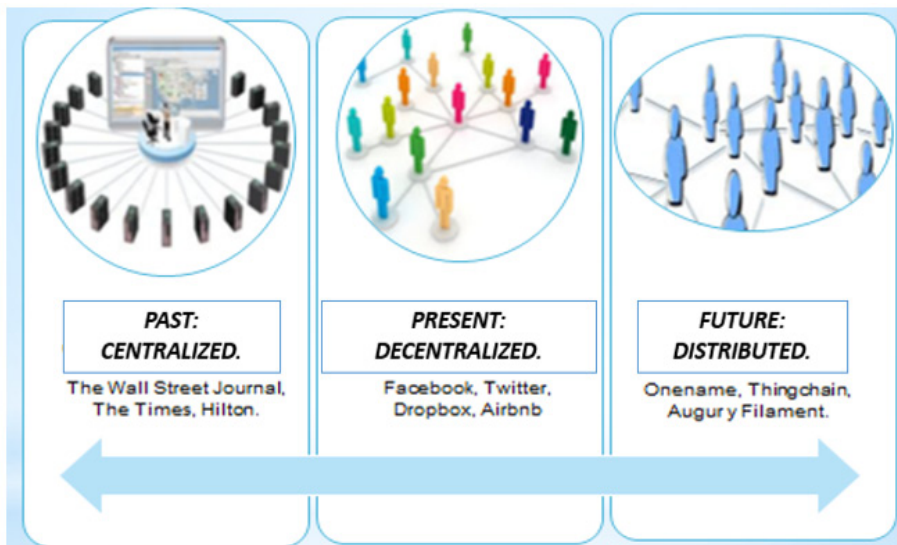 PAST:
CENTRALIZED.
The Wall Street Journal,
The Times, Hilton.
PRESENT:
DECENTRALIZED.
Facebook, Twitter,
Dropbox, Airbnb
FUTURE:
DISTRIBUTED.
Onename, Thingchain,
Augur y Filament.